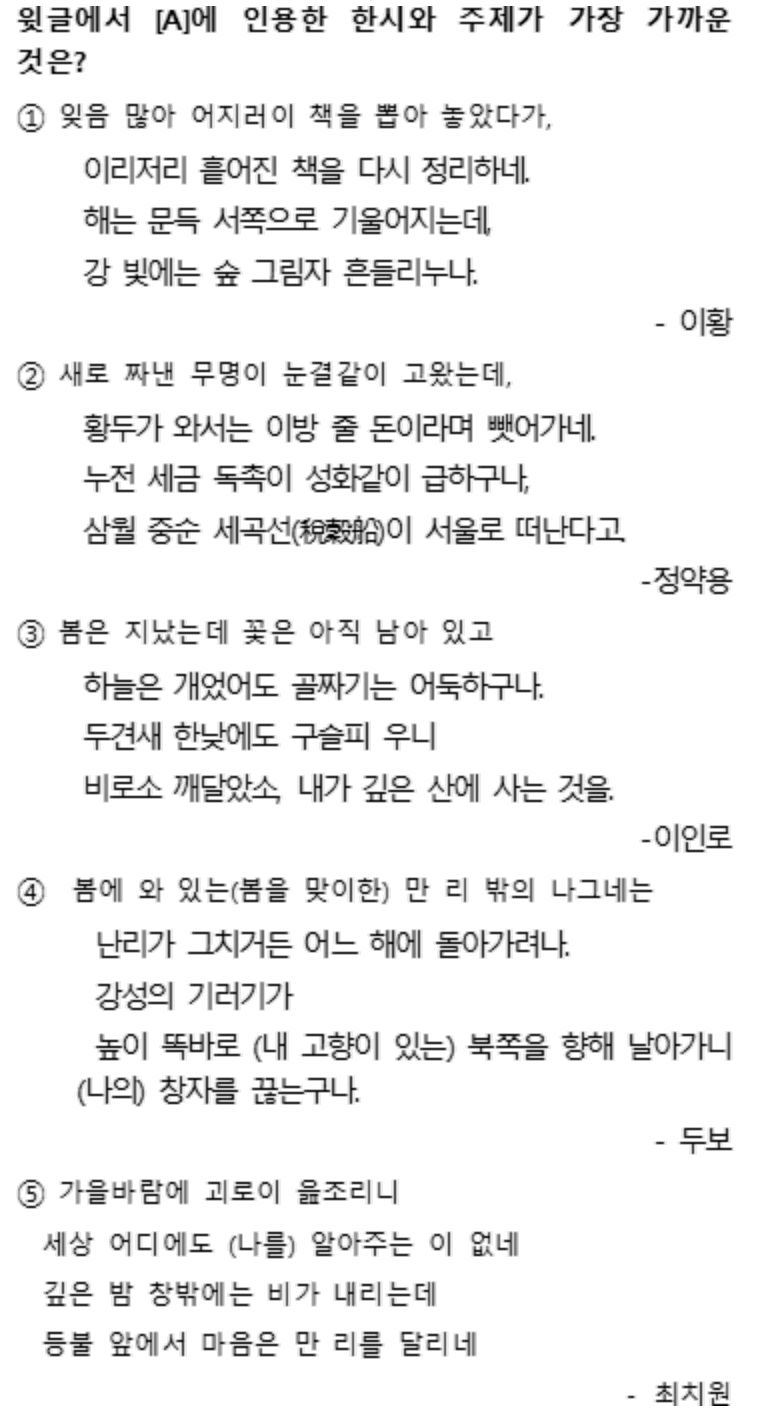 윗글에서 [A]에 인용한 한시와 주제가 가장 가까운
것은?
① 잊음 많아 어지러이 책을 뽑아 놓았다가,
이리저리 흩어진 책을 다시 정리하네.
해는 문득 서쪽으로 기울어지는데,
강 빛에는 숲 그림자 흔들리누나.
- 이황
② 새로 짜낸 무명이 눈결같이 고왔는데,
황두가 와서는 이방 줄 돈이라며 뺏어가네.
누전 세금 독촉이 성화같이 급하구나,
삼월 중순 세곡선(稅穀船)이 서울로 떠난다고.
-정약용
③ 봄은 지났는데 꽃은 아직 남아 있고
하늘은 개었어도 골짜기는 어둑하구나.
두견새 한낮에도 구슬피 우니
비로소 깨달았소, 내가 깊은 산에 사는 것을.
-이인로
④ 봄에 와 있는(봄을 맞이한) 만 리 밖의 나그네는
난리가 그치거든 어느 해에 돌아가려나.
강성의 기러기가
높이 똑바로 (내 고향이 있는) 북쪽을 향해 날아가니
(나의) 창자를 끊는구나.
- 두보
⑤ 가을바람에 괴로이 읊조리니
세상 어디에도 (나를) 알아주는 이 없네
깊은 밤 창밖에는 비가 내리는데
등불 앞에서 마음은 만 리를 달리네
- 최치원